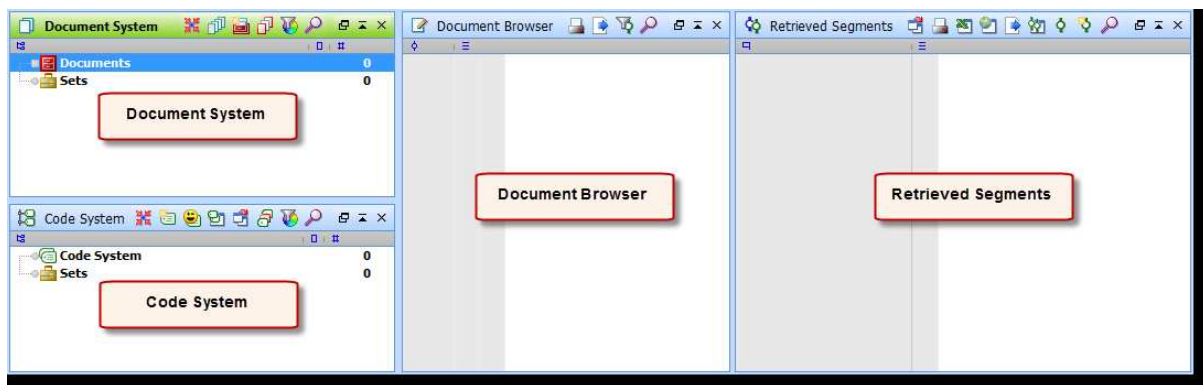 Document System
Documents 0
Sets 0
Document System
Code System
Code System 0
Sets 0
Code System
Document Browser
Document Browser
Retrieved Segments
Retrieved Segments